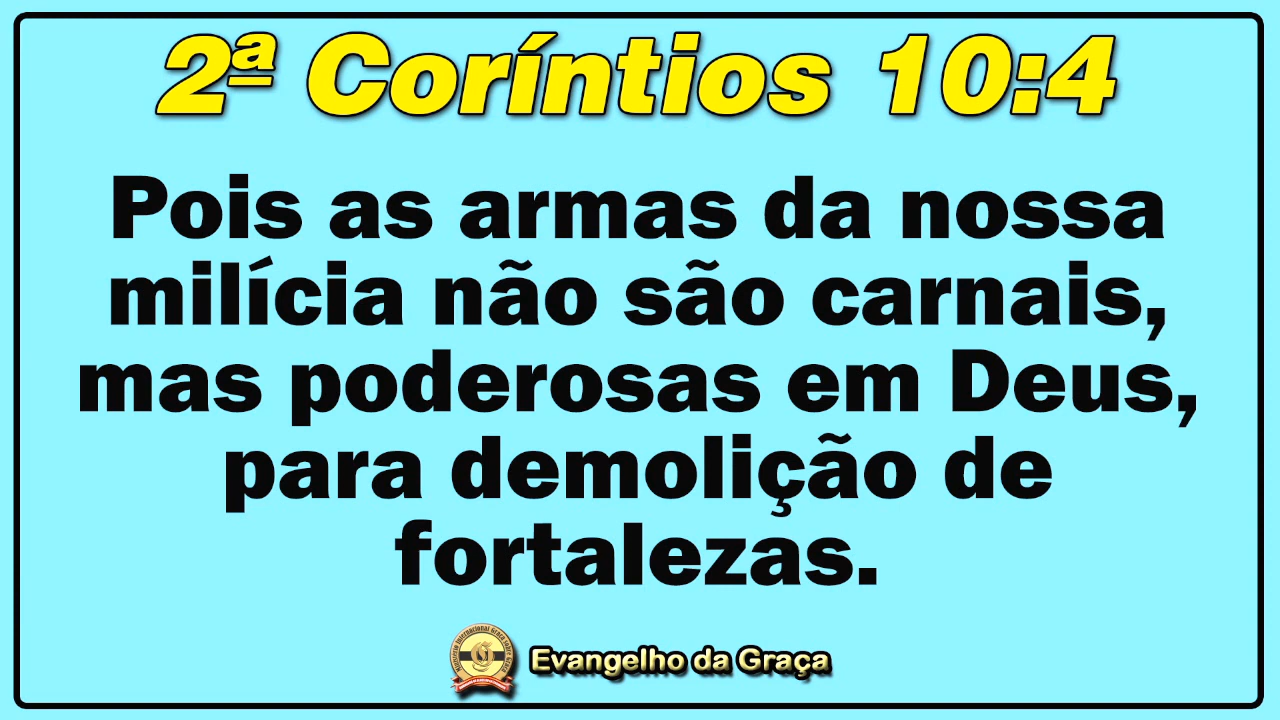 2ª Coríntios 10:4
Pois as armas da nossa
milícia não são carnais,
mas poderosas em Deus,
para demolição de
fortalezas.
Evangelho da Graça